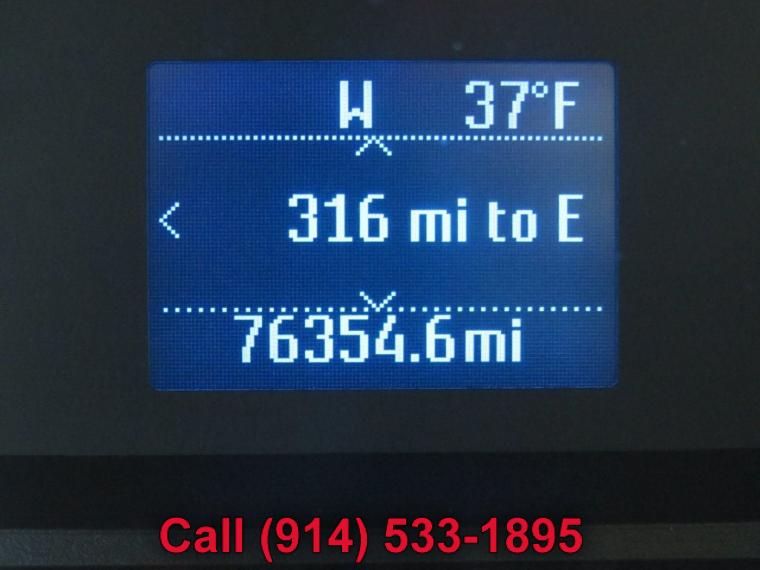 W 37°F
316 mi to E
76354.6mi
Call (914) 533-1895